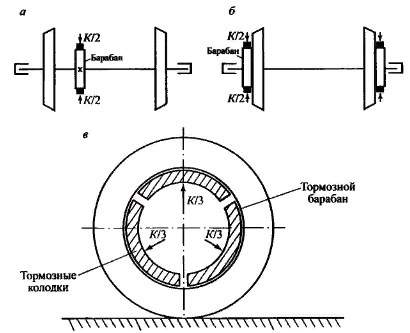 а
К/2
Барабан
К/2
б
К/2
Барабан
К/2
в
К/3
К/3
К/3
Тормозной
барабан
Тормозные
колодки